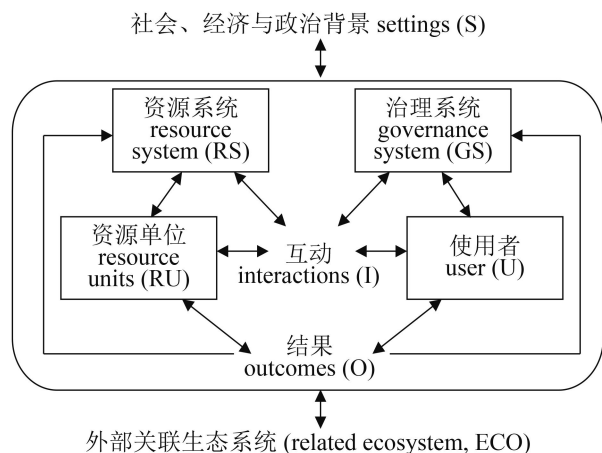 社会、经济与政治背景 settings (S)
资源系统
resource
system (RS)
治理系统
governance
system (GS)
资源单位
resource
units (RU)
互动
interactions (I)
使用者
user (U)
结果
outcomes (O)
外部关联生态系统 (related ecosystem, ECO)